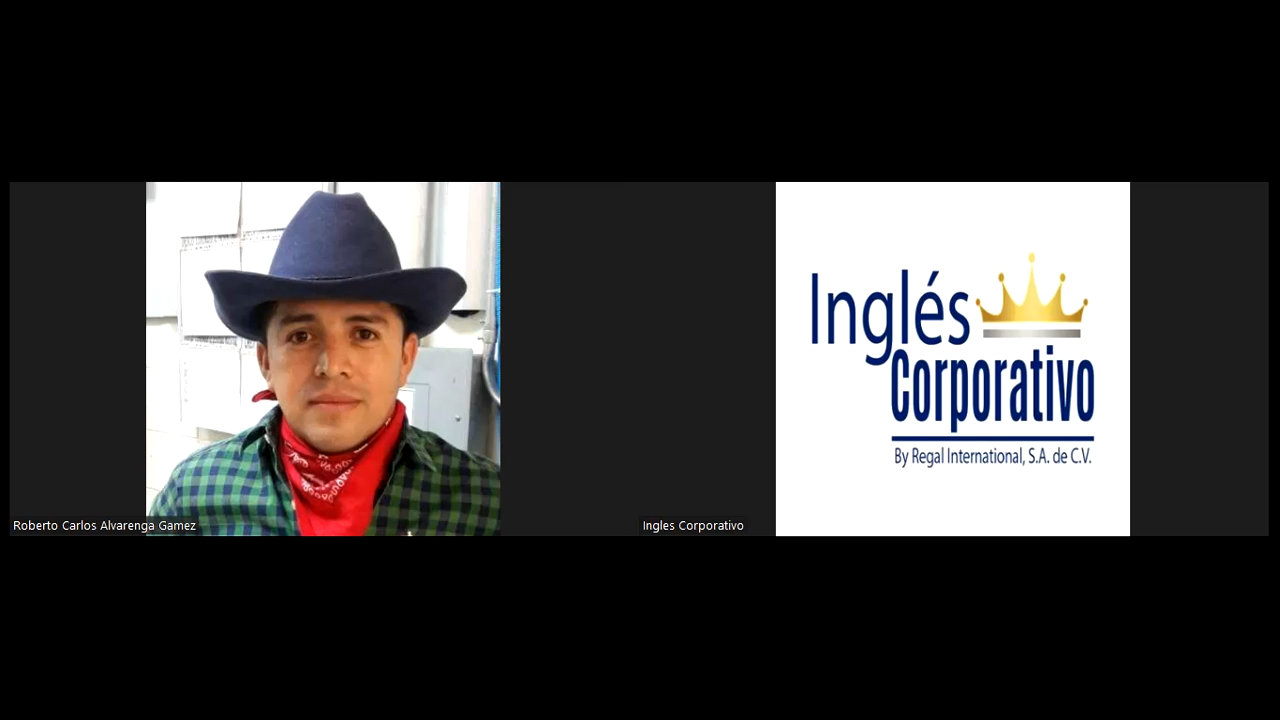 Roberto Carlos Alvarenga Gamez
Inglés
Corporativo
By Regal International, S.A. de C.V.
Ingles Corporativo